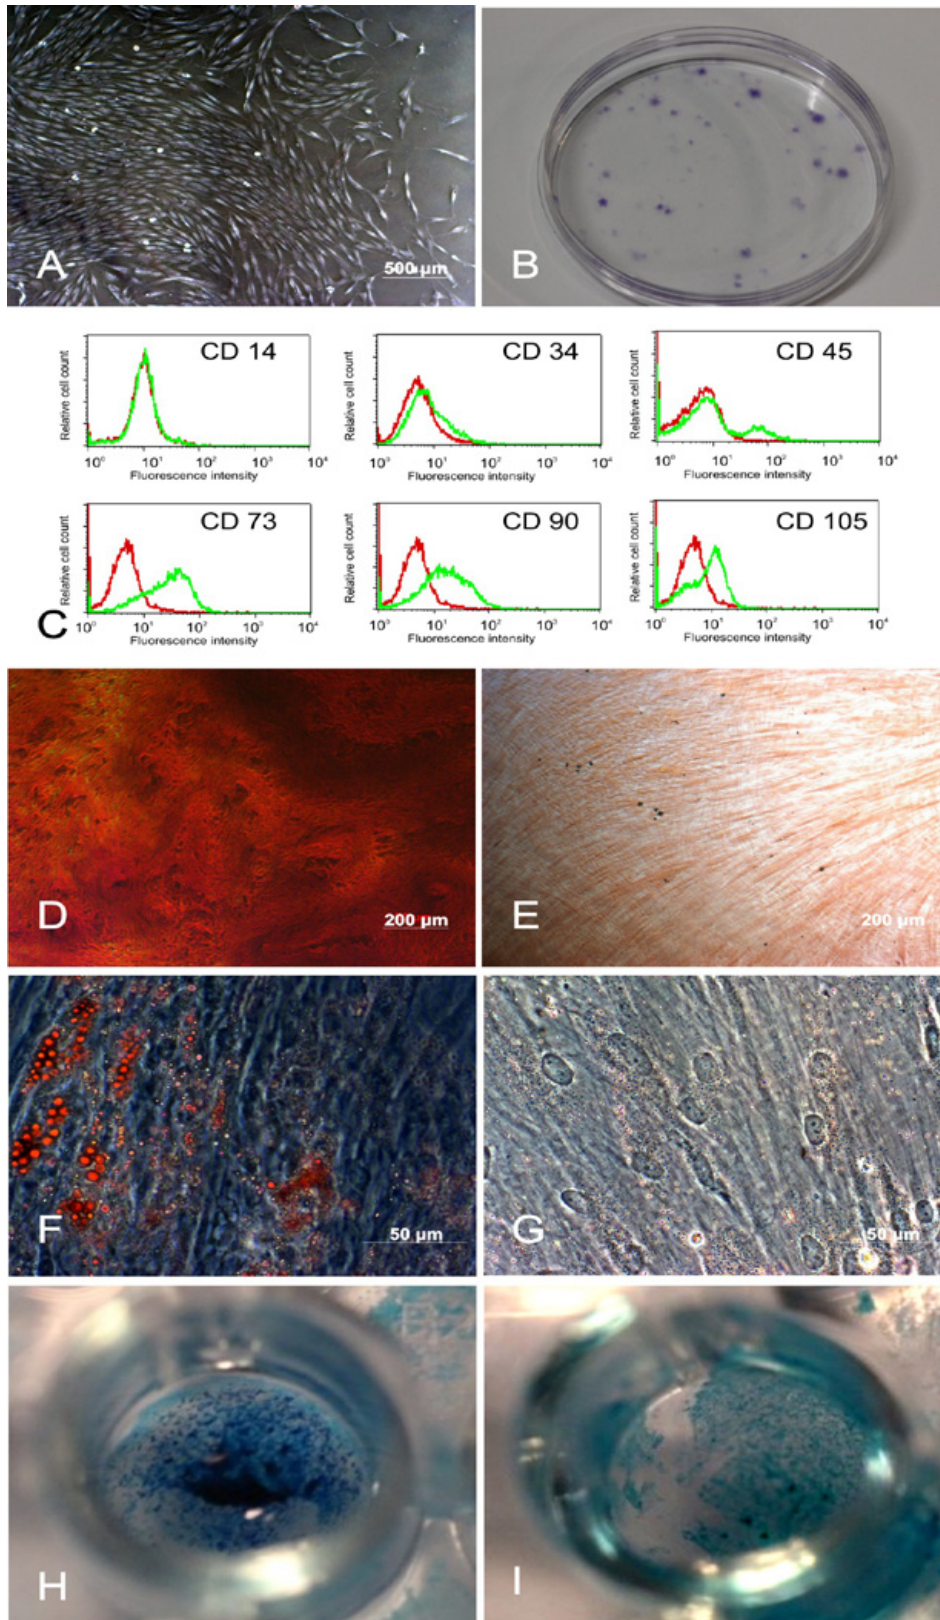 A
500 µm
B
CD 14
CD 34
CD 45
Relative cell count
Relative cell count
Relative cell count
10⁰ 10¹ 10² 10³ 10⁴
10⁰ 10¹ 10² 10³ 10⁴
10⁰ 10¹ 10² 10³ 10⁴
Fluorescence intensity
Fluorescence intensity
Fluorescence intensity
CD 73
CD 90
CD 105
Relative cell count
Relative cell count
Relative cell count
10⁰ 10¹ 10² 10³ 10⁴
10⁰ 10¹ 10² 10³ 10⁴
10⁰ 10¹ 10² 10³ 10⁴
Fluorescence intensity
Fluorescence intensity
Fluorescence intensity
C
D
200 µm
E
200 µm
F
50 µm
G
50 µm
H
I